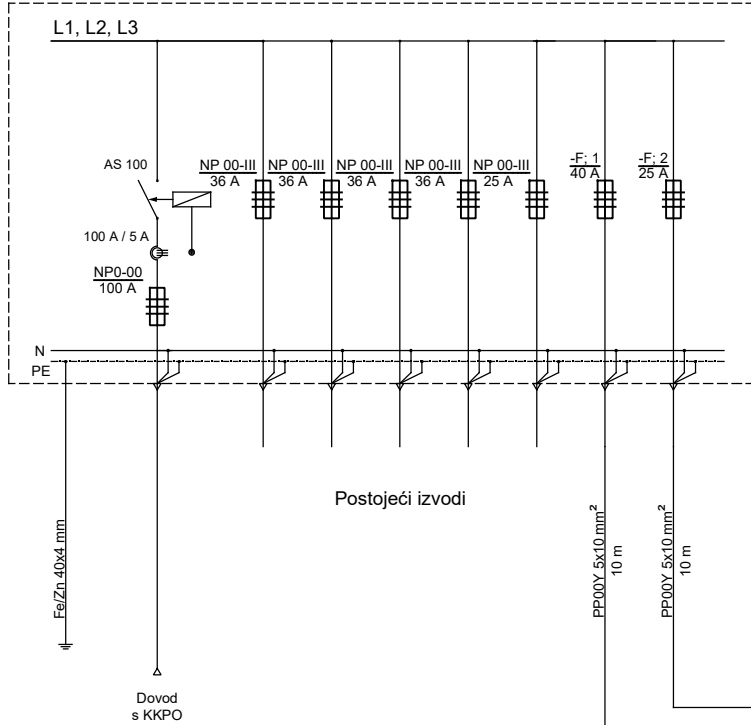 L1, L2, L3
AS 100
100 A / 5 A
NP0-00
100 A
NP 00-III
36 A
NP 00-III
36 A
NP 00-III
36 A
NP 00-III
36 A
NP 00-III
25 A
-F; 1
40 A
-F; 2
25 A
N
PE
Fe/Zn 40x4 mm
Dovod
s KKPO
Postojeći izvodi
PP00Y 5x10 mm²
10 m
PP00Y 5x10 mm²
10 m